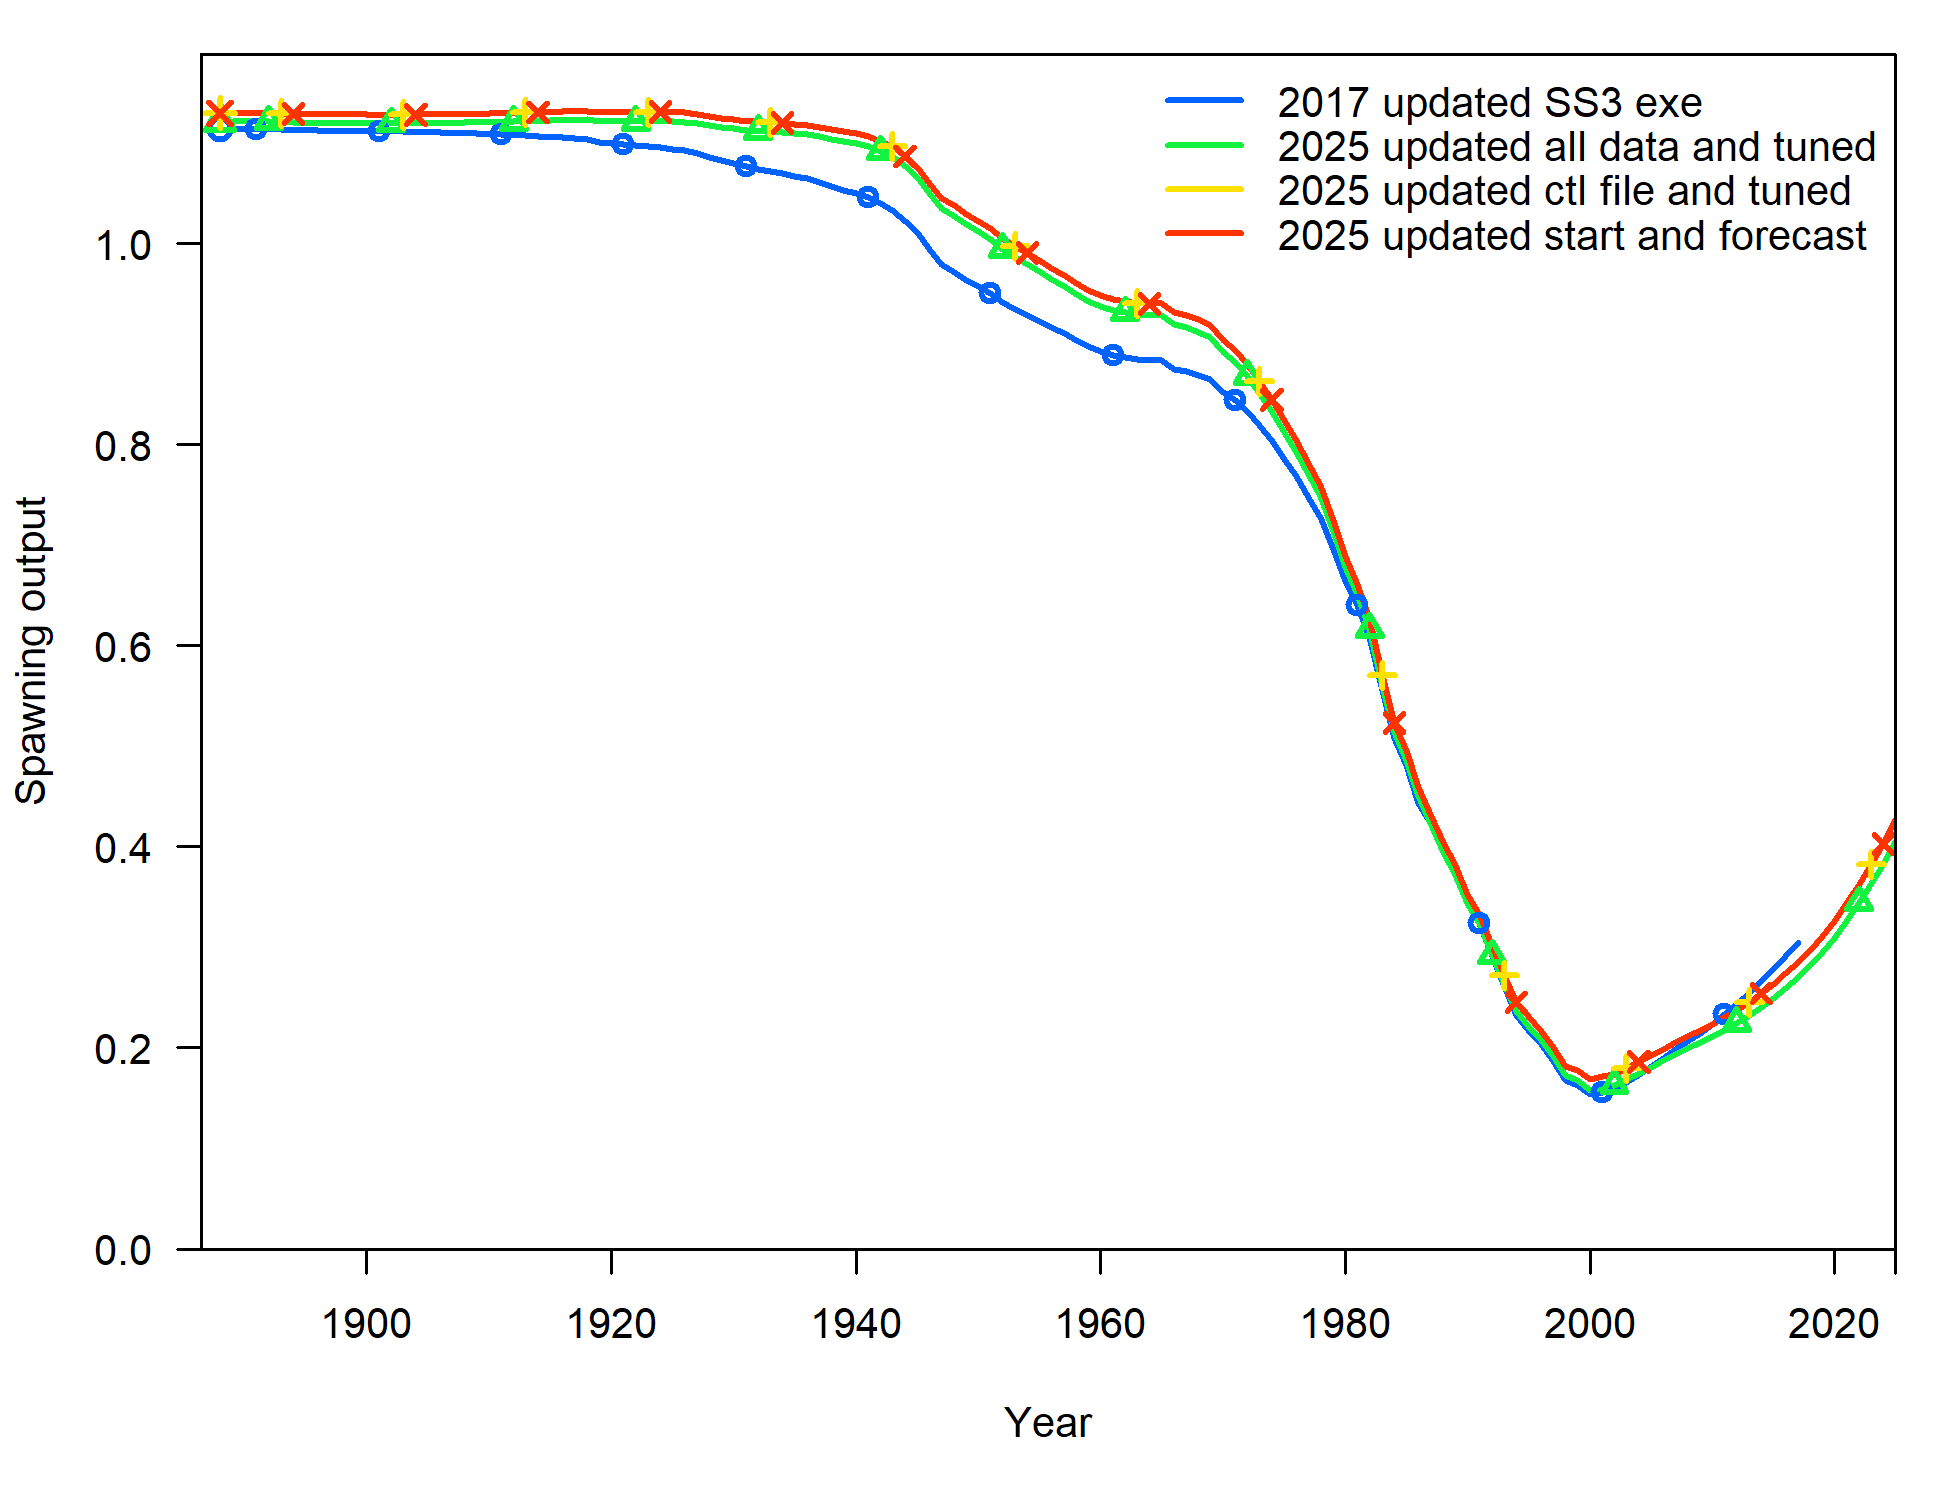 2017 updated SS3 exe
2025 updated all data and tuned
2025 updated ctl file and tuned
2025 updated start and forecast
Spawning output
1.0
0.8
0.6
0.4
0.2
0.0
1900 1920 1940 1960 1980 2000 2020
Year